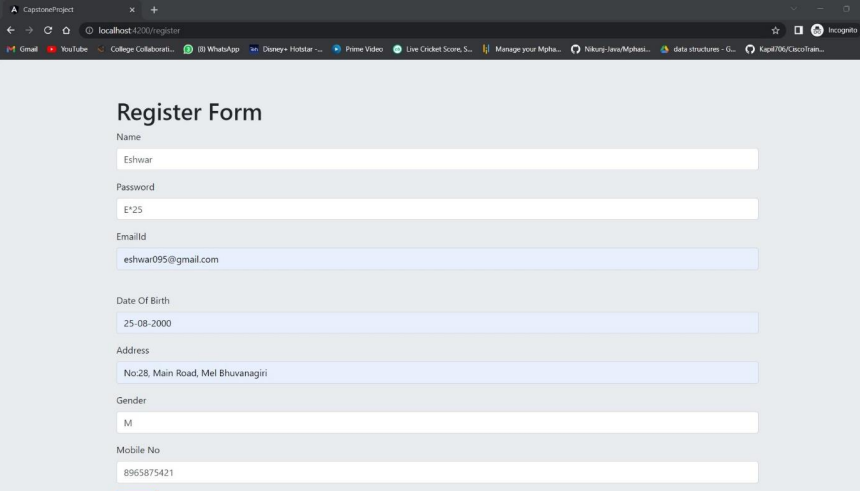 CapstoneProject
localhost:4200/register
Incognito
Gmail YouTube College Collaborati... (8) WhatsApp Disney+ Hotstar -... Prime Video Live Cricket Score, S... Manage your Mpha... Nikunj-Java/Mphasi... data structures - G... Kapil706/CiscoTrain...
Register Form
Name
Eshwar
Password
E*25
EmailId
eshwar095@gmail.com
Date Of Birth
25-08-2000
Address
No:28, Main Road, Mel Bhuvanagiri
Gender
M
Mobile No
8965875421